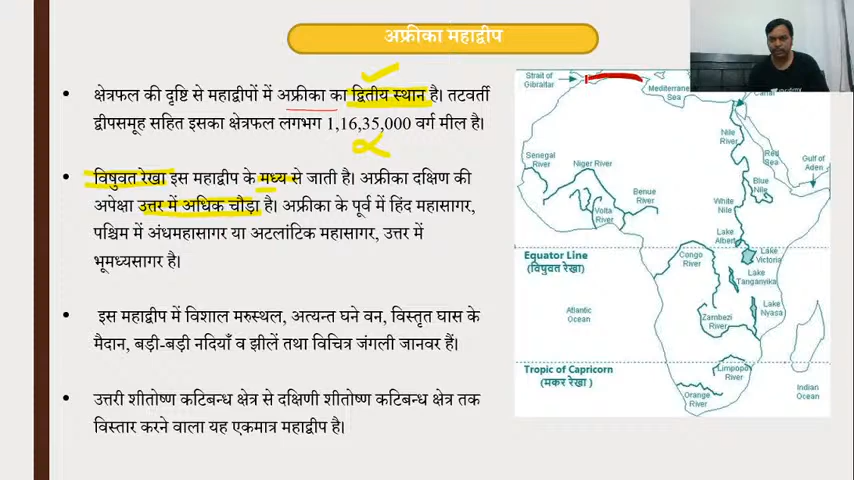 अफ्रीका महाद्वीप
क्षेत्रफल की दृष्टि से महाद्वीपों में अफ्रीका का द्वितीय स्थान है। तटवर्ती
द्वीपसमूह सहित इसका क्षेत्रफल लगभग 1,16,35,000 वर्ग मील है।
विषुवत रेखा इस महाद्वीप के मध्य से जाती है। अफ्रीका दक्षिण की
अपेक्षा उत्तर में अधिक चौड़ा है। अफ्रीका के पूर्व में हिंद महासागर,
पश्चिम में अंधमहासागर या अटलांटिक महासागर, उत्तर में
भूमध्यसागर है।
इस महाद्वीप में विशाल मरुस्थल, अत्यन्त घने वन, विस्तृत घास के
मैदान, बड़ी-बड़ी नदियाँ व झीलें तथा विचित्र जंगली जानवर हैं।
उत्तरी शीतोष्ण कटिबन्ध क्षेत्र से दक्षिणी शीतोष्ण कटिबन्ध क्षेत्र तक
विस्तार करने वाला यह एकमात्र महाद्वीप है।
Strait of
Gibraltar
Mediterranean
Sea
Canal
Nile
River
Red
Sea
Gulf of
Aden
Senegal
River
Niger River
Benue
River
Volta
River
Blue
Nile
White
Nile
Lake
Albert
Equator Line
(विषुवत रेखा)
Congo
River
Lake
Victoria
Lake
Tanganyika
Atlantic
Ocean
Lake
Nyasa
Zambezi
River
Tropic of Capricorn
(मकर रेखा )
Limpopo
River
Orange
River
Indian
Ocean